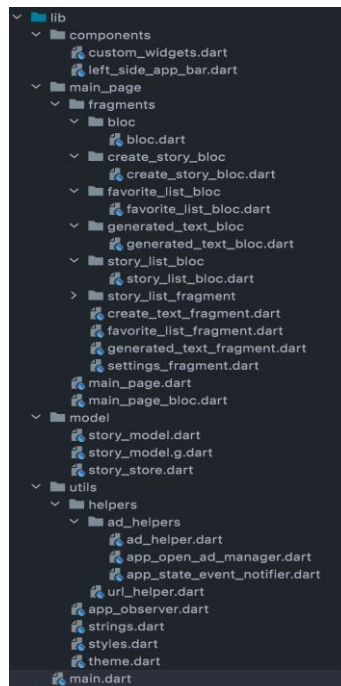 lib
components
custom_widgets.dart
left_side_app_bar.dart
main_page
fragments
bloc
bloc.dart
create_story_bloc
create_story_bloc.dart
favorite_list_bloc
favorite_list_bloc.dart
generated_text_bloc
generated_text_bloc.dart
story_list_bloc
story_list_bloc.dart
story_list_fragment
create_text_fragment.dart
favorite_list_fragment.dart
generated_text_fragment.dart
settings_fragment.dart
main_page.dart
main_page_bloc.dart
model
story_model.dart
story_model.g.dart
story_store.dart
utils
helpers
ad_helpers
ad_helper.dart
app_open_ad_manager.dart
app_state_event_notifier.dart
url_helper.dart
app_observer.dart
strings.dart
styles.dart
theme.dart
main.dart